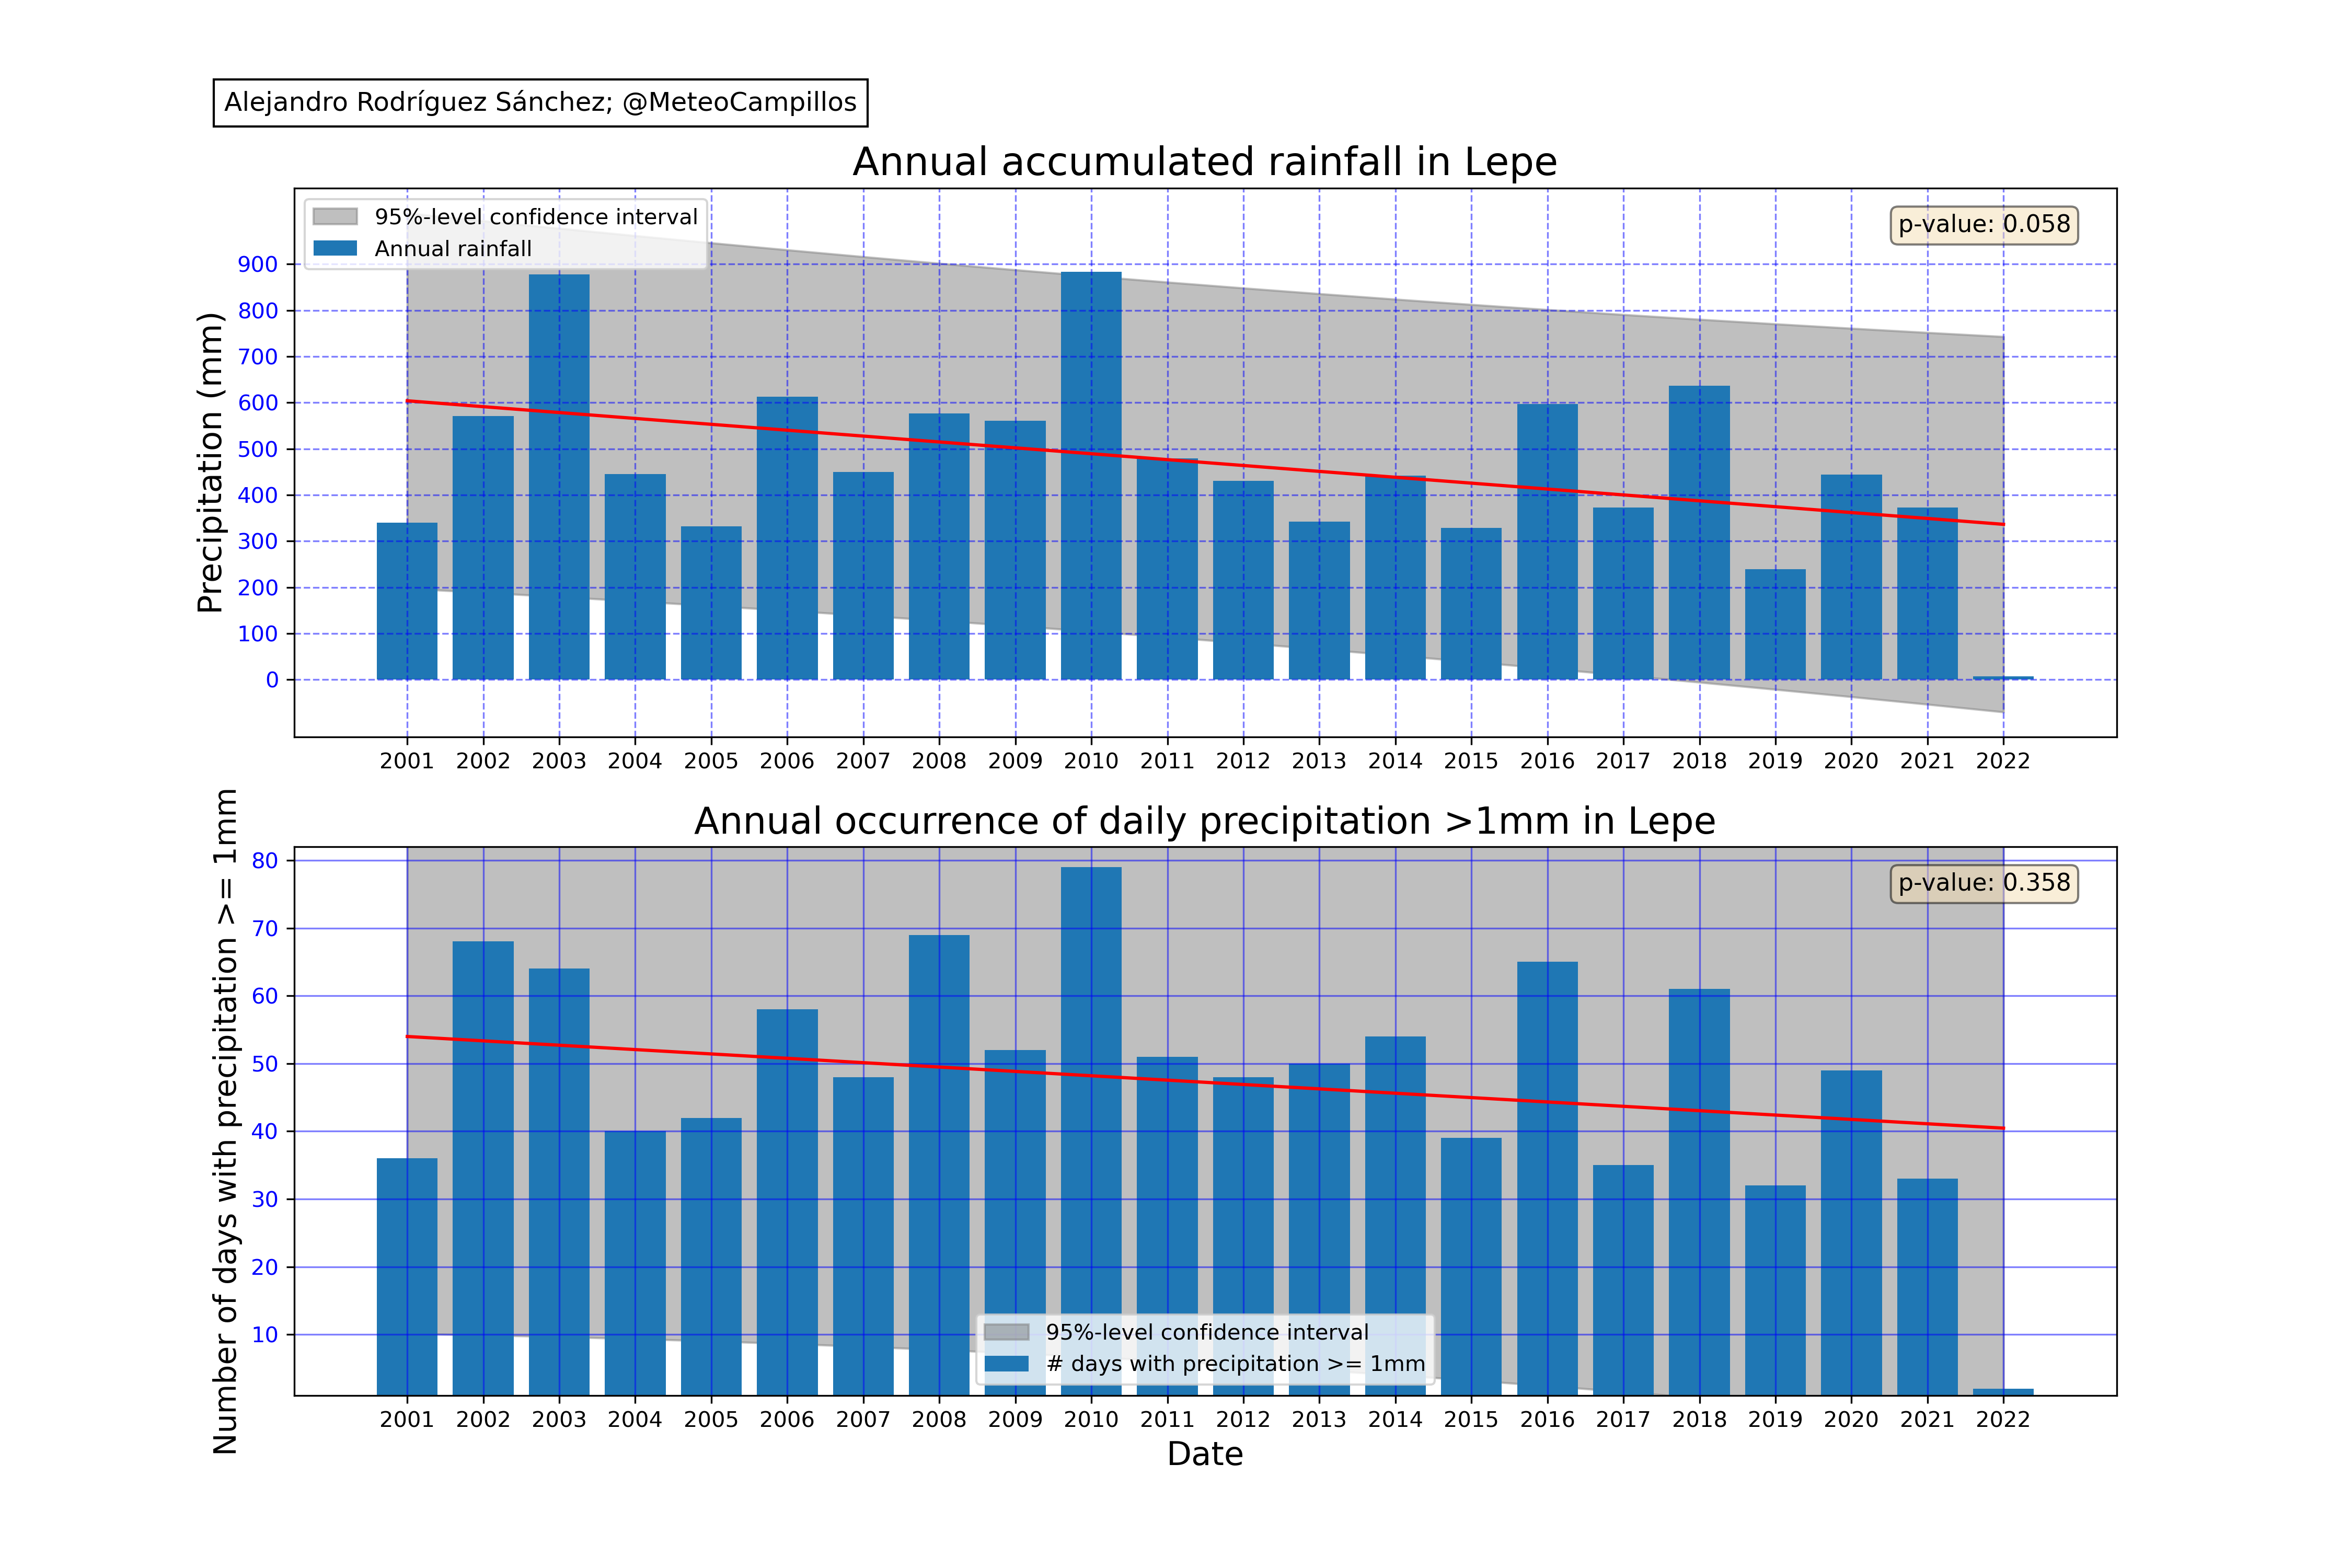 Alejandro Rodríguez Sánchez; @MeteoCampillos
Annual accumulated rainfall in Lepe
95%-level confidence interval
Annual rainfall
p-value: 0.058
Precipitation (mm)
900
800
700
600
500
400
300
200
100
0
2001 2002 2003 2004 2005 2006 2007 2008 2009 2010 2011 2012 2013 2014 2015 2016 2017 2018 2019 2020 2021 2022
Annual occurrence of daily precipitation >1mm in Lepe
p-value: 0.358
Number of days with precipitation >= 1mm
80
70
60
50
40
30
20
10
95%-level confidence interval
# days with precipitation >= 1mm
2001 2002 2003 2004 2005 2006 2007 2008 2009 2010 2011 2012 2013 2014 2015 2016 2017 2018 2019 2020 2021 2022
Date